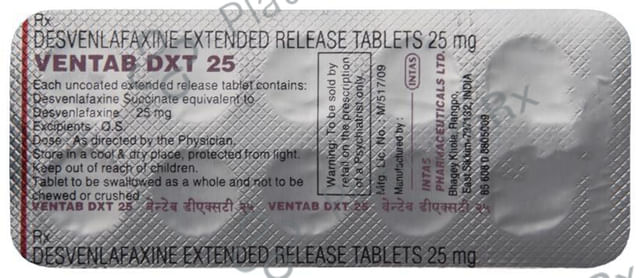 Rx
DESVENLAFAXINE EXTENDED RELEASE TABLETS 25 mg
VENTAB DXT 25
Each uncoated extended release tablet contains:
Desvenlafaxine Succinate equivalent to
Desvenlafaxine : 25 mg
Excipients : Q.S.
Dose : As directed by the Physician.
Store in a cool & dry place, protected from light.
Keep out of reach of children.
Tablet to be swallowed as a whole and not to be
chewed or crushed
Warning: To be sold by
retail on the prescription
of a Psychiatrist only.
Mfg. Lic. No. : M/517/09
Manufactured by :
INTAS
INTAS
PHARMACEUTICALS LTD.
Bhagey Khola, Rangpo,
East Sikkim-737132, INDIA
VENTAB DXT 25 वेन्टेब डीएक्सटी २५ VENTAB DXT 25 वेन्टेब डीएक्सटी २५
Rx
DESVENLAFAXINE EXTENDED RELEASE TABLETS 25 mg